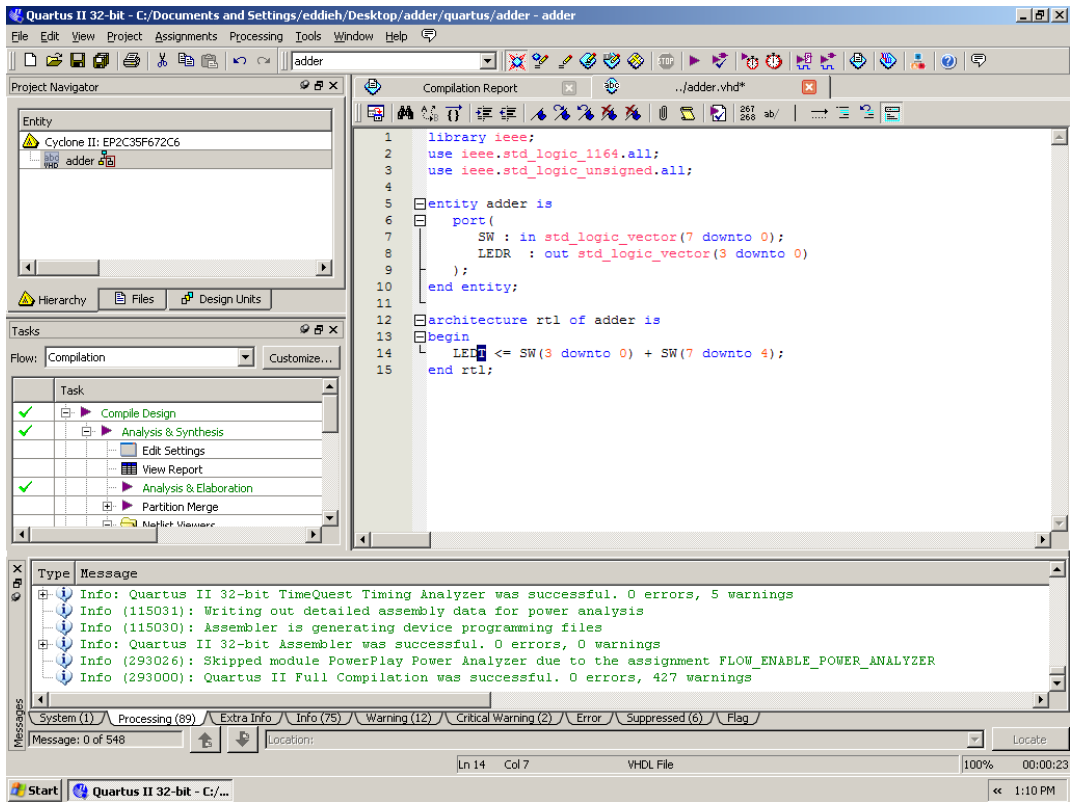 Quartus II 32-bit - C:/Documents and Settings/eddieh/Desktop/adder/quartus/adder - adder
File Edit View Project Assignments Processing Tools Window Help
adder
Project Navigator
Entity
Cyclone II: EP2C35F672C6
abd VHD adder
Hierarchy Files Design Units
Tasks
Flow: Compilation Customize...
Task
Compile Design
Analysis & Synthesis
Edit Settings
View Report
Analysis & Elaboration
Partition Merge
Netlist Viewers
Compilation Report ../adder.vhd*
267 268 ab/
1 library ieee;
2 use ieee.std_logic_1164.all;
3 use ieee.std_logic_unsigned.all;
4
5 entity adder is
6 port(
7 SW : in std_logic_vector(7 downto 0);
8 LEDR : out std_logic_vector(3 downto 0)
9 );
10 end entity;
11
12 architecture rtl of adder is
13 begin
14 LEDT <= SW(3 downto 0) + SW(7 downto 4);
15 end rtl;
Type Message
Info: Quartus II 32-bit TimeQuest Timing Analyzer was successful. 0 errors, 5 warnings
Info (115031): Writing out detailed assembly data for power analysis
Info (115030): Assembler is generating device programming files
Info: Quartus II 32-bit Assembler was successful. 0 errors, 0 warnings
Info (293026): Skipped module PowerPlay Power Analyzer due to the assignment FLOW_ENABLE_POWER_ANALYZER
Info (293000): Quartus II Full Compilation was successful. 0 errors, 427 warnings
Messages
System (1) Processing (89) Extra Info Info (75) Warning (12) Critical Warning (2) Error Suppressed (6) Flag
Message: 0 of 548 Location: Locate
Ln 14 Col 7 VHDL File 100% 00:00:23
Start Quartus II 32-bit - C:/... « 1:10 PM